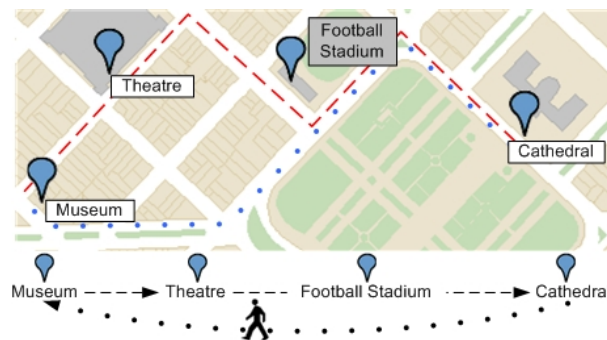 Football
Stadium
Theatre
Cathedral
Museum
Museum
Theatre
Football Stadium
Cathedra